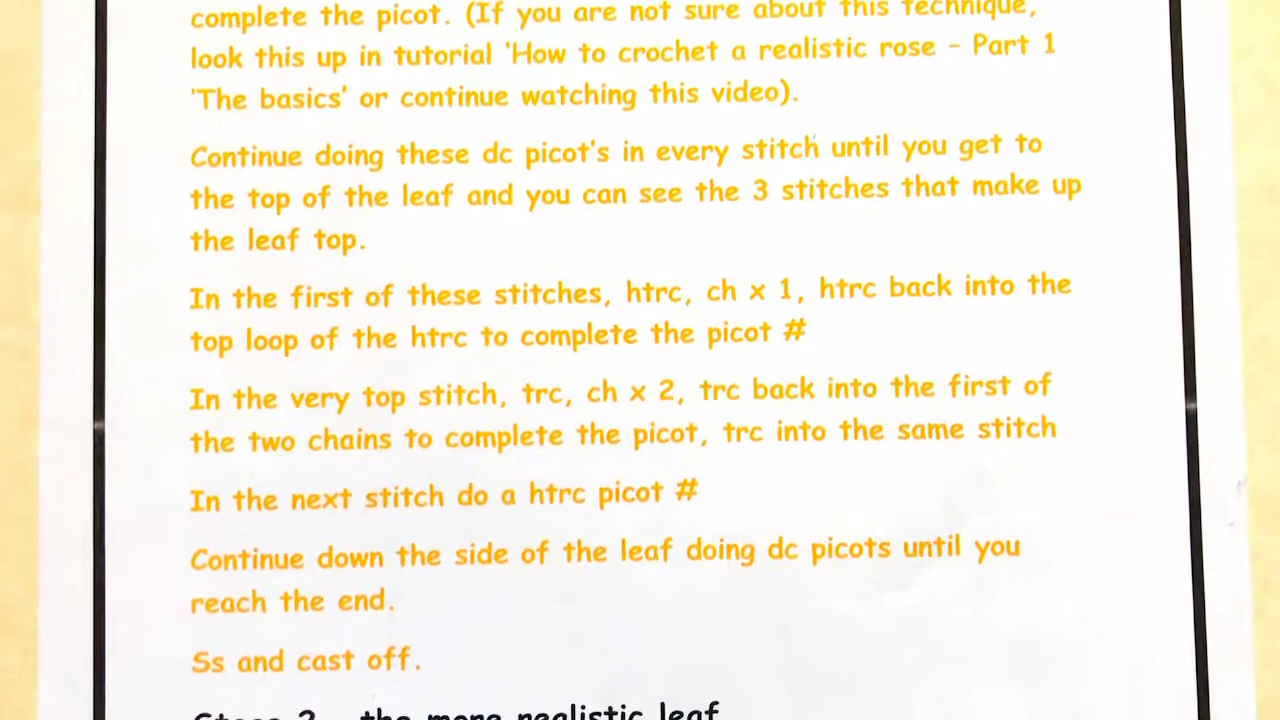 complete the picot. (If you are not sure about this technique,
look this up in tutorial 'How to crochet a realistic rose - Part 1
'The basics' or continue watching this video).
Continue doing these dc picot's in every stitch until you get to
the top of the leaf and you can see the 3 stitches that make up
the leaf top.
In the first of these stitches, htrc, ch x 1, htrc back into the
top loop of the htrc to complete the picot #
In the very top stitch, trc, ch x 2, trc back into the first of
the two chains to complete the picot, trc into the same stitch
In the next stitch do a htrc picot #
Continue down the side of the leaf doing dc picots until you
reach the end.
Ss and cast off.
the more realistic leaf